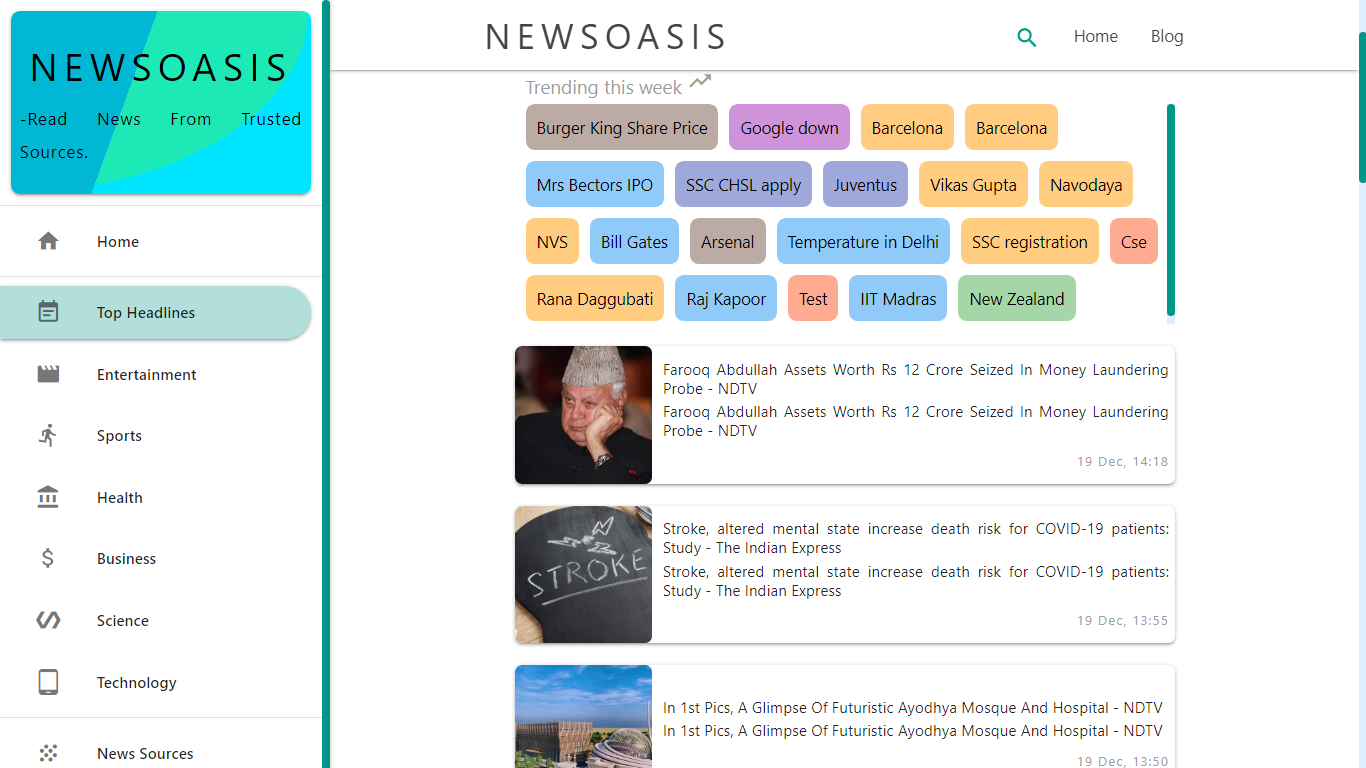 NEWSOASIS
-Read News From Trusted
Sources.
Home
Top Headlines
Entertainment
Sports
Health
Business
Science
Technology
News Sources
NEWSOASIS
Home Blog
Trending this week
Burger King Share Price Google down Barcelona Barcelona
Mrs Bectors IPO SSC CHSL apply Juventus Vikas Gupta Navodaya
NVS Bill Gates Arsenal Temperature in Delhi SSC registration Cse
Rana Daggubati Raj Kapoor Test IIT Madras New Zealand
Farooq Abdullah Assets Worth Rs 12 Crore Seized In Money Laundering
Probe - NDTV
Farooq Abdullah Assets Worth Rs 12 Crore Seized In Money Laundering
Probe - NDTV
19 Dec, 14:18
STROKE
Stroke, altered mental state increase death risk for COVID-19 patients:
Study - The Indian Express
Stroke, altered mental state increase death risk for COVID-19 patients:
Study - The Indian Express
19 Dec, 13:55
In 1st Pics, A Glimpse Of Futuristic Ayodhya Mosque And Hospital - NDTV
In 1st Pics, A Glimpse Of Futuristic Ayodhya Mosque And Hospital - NDTV
19 Dec, 13:50